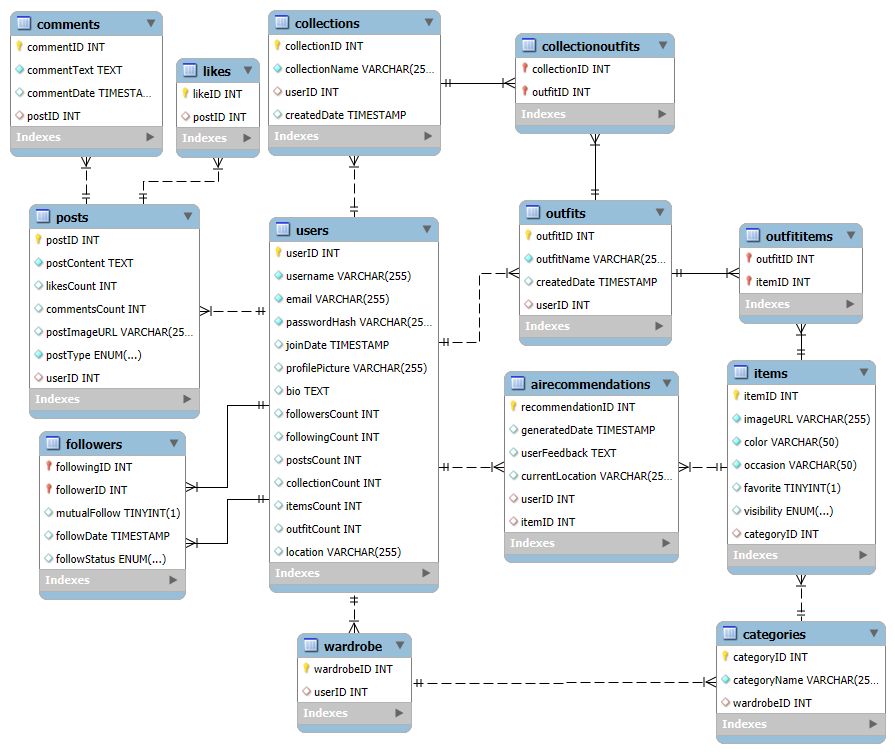 comments
commentID INT
commentText TEXT
commentDate TIMESTA...
postID INT
Indexes
likes
likeID INT
postID INT
Indexes
collections
collectionID INT
collectionName VARCHAR(25...
userID INT
createdDate TIMESTAMP
Indexes
collectionoutfits
collectionID INT
outfitID INT
Indexes
posts
postID INT
postContent TEXT
likesCount INT
commentsCount INT
postImageURL VARCHAR(25...
postType ENUM(...)
userID INT
Indexes
users
userID INT
username VARCHAR(255)
email VARCHAR(255)
passwordHash VARCHAR(25...
joinDate TIMESTAMP
profilePicture VARCHAR(255)
bio TEXT
followersCount INT
followingCount INT
postsCount INT
collectionCount INT
itemsCount INT
outfitCount INT
location VARCHAR(255)
Indexes
outfits
outfitID INT
outfitName VARCHAR(25...
createdDate TIMESTAMP
userID INT
Indexes
outfititems
outfitID INT
itemID INT
Indexes
followers
followingID INT
followerID INT
mutualFollow TINYINT(1)
followDate TIMESTAMP
followStatus ENUM(...)
Indexes
airecommendations
recommendationID INT
generatedDate TIMESTAMP
userFeedback TEXT
currentLocation VARCHAR(25...
userID INT
itemID INT
Indexes
items
itemID INT
imageURL VARCHAR(255)
color VARCHAR(50)
occasion VARCHAR(50)
favorite TINYINT(1)
visibility ENUM(...)
categoryID INT
Indexes
wardrobe
wardrobeID INT
userID INT
Indexes
categories
categoryID INT
categoryName VARCHAR(25...
wardrobeID INT
Indexes